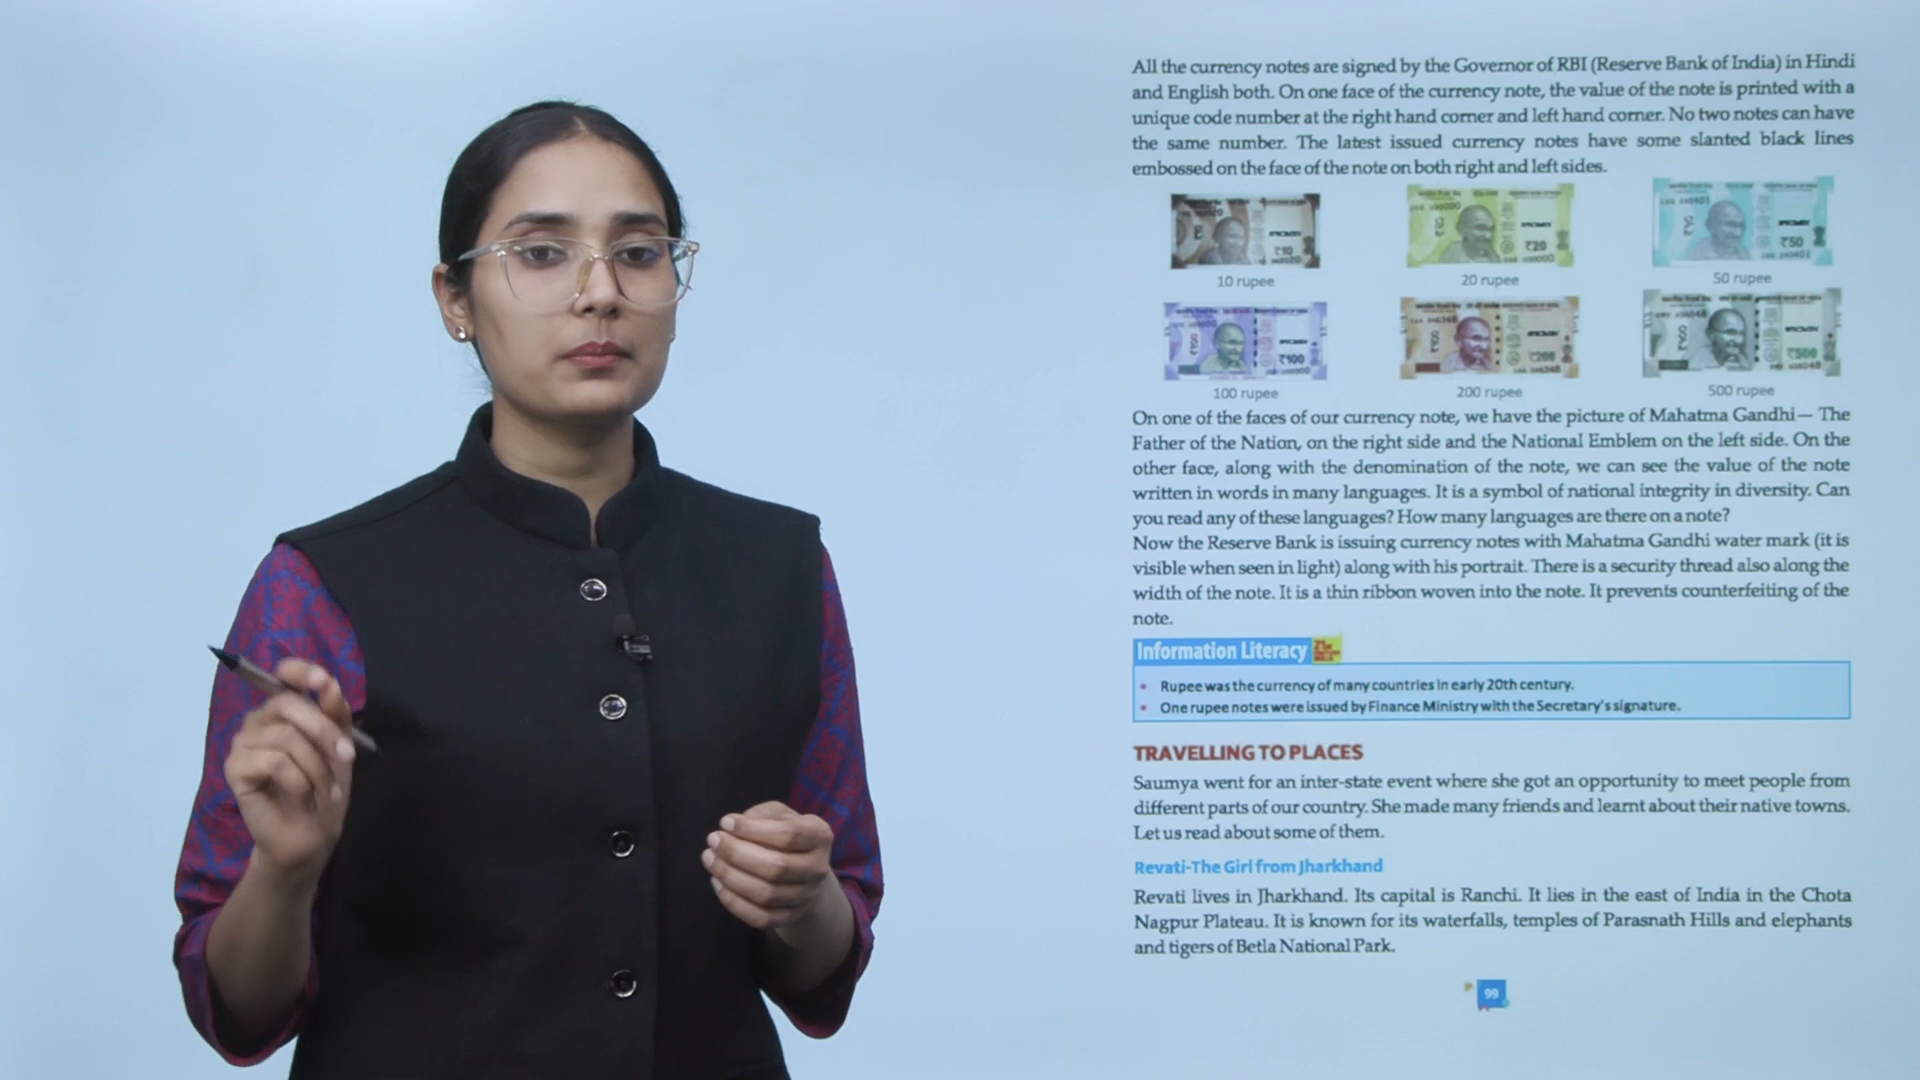 All the currency notes are signed by the Governor of RBI (Reserve Bank of India) in Hindi
and English both. On one face of the currency note, the value of the note is printed with a
unique code number at the right hand corner and left hand corner. No two notes can have
the same number. The latest issued currency notes have some slanted black lines
embossed on the face of the note on both right and left sides.
₹10
₹20
₹50
10 rupee
20 rupee
50 rupee
₹100
₹200
₹500
100 rupee
200 rupee
500 rupee
On one of the faces of our currency note, we have the picture of Mahatma Gandhi— The
Father of the Nation, on the right side and the National Emblem on the left side. On the
other face, along with the denomination of the note, we can see the value of the note
written in words in many languages. It is a symbol of national integrity in diversity. Can
you read any of these languages? How many languages are there on a note?
Now the Reserve Bank is issuing currency notes with Mahatma Gandhi water mark (it is
visible when seen in light) along with his portrait. There is a security thread also along the
width of the note. It is a thin ribbon woven into the note. It prevents counterfeiting of the
note.
Information Literacy
• Rupee was the currency of many countries in early 20th century.
• One rupee notes were issued by Finance Ministry with the Secretary's signature.
TRAVELLING TO PLACES
Saumya went for an inter-state event where she got an opportunity to meet people from
different parts of our country. She made many friends and learnt about their native towns.
Let us read about some of them.
Revati-The Girl from Jharkhand
Revati lives in Jharkhand. Its capital is Ranchi. It lies in the east of India in the Chota
Nagpur Plateau. It is known for its waterfalls, temples of Parasnath Hills and elephants
and tigers of Betla National Park.
99